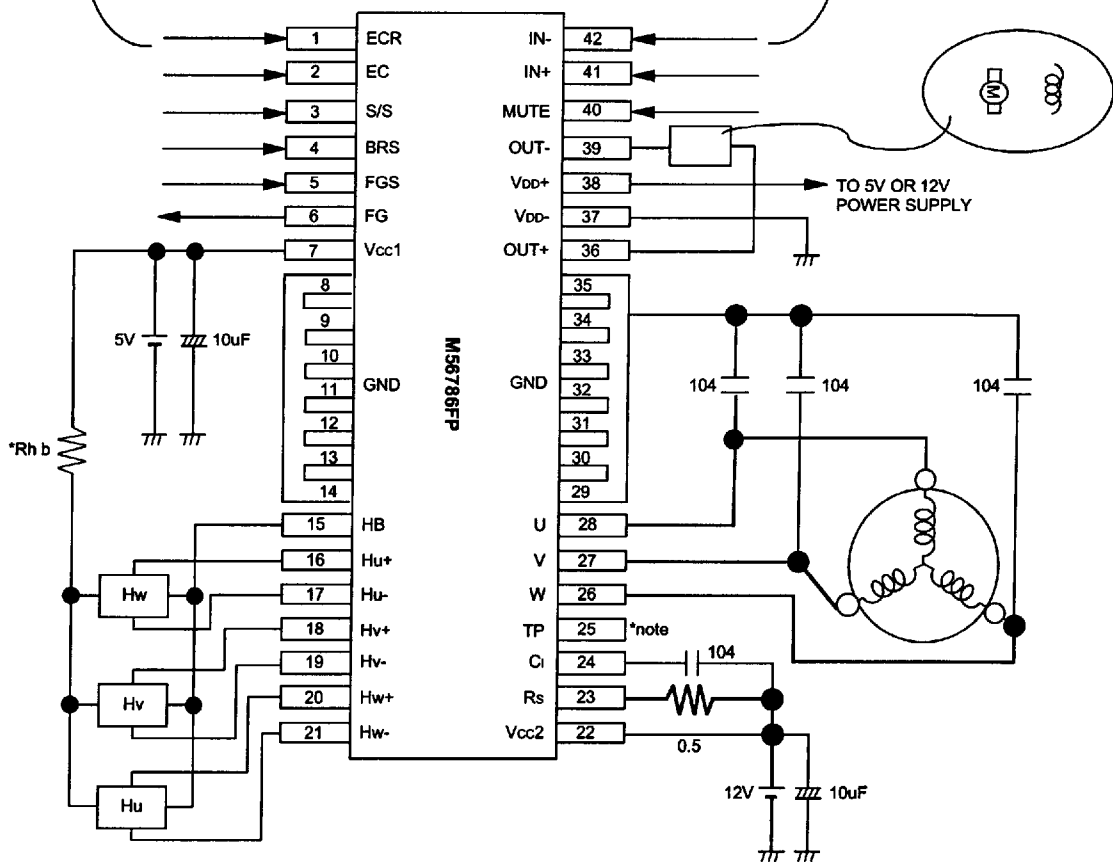 1 ECR IN- 42
2 EC IN+ 41
3 S/S MUTE 40
4 BRS OUT- 39
5 FGS VDD+ 38 TO 5V OR 12V
POWER SUPPLY
M
6 FG VDD- 37
7 Vcc1 OUT+ 36
8 35
9 34
5V 10uF
10 33
GND GND
11 32
12 31
13 30
14 29
M56786FP
104 104 104
*Rh b
15 HB U 28
16 Hu+ V 27
Hw
17 Hu- W 26
18 Hv+ TP 25 *note
19 Hv- Ci 24 104
Hv
20 Hw+ Rs 23
0.5
21 Hw- Vcc2 22
Hu
12V 10uF